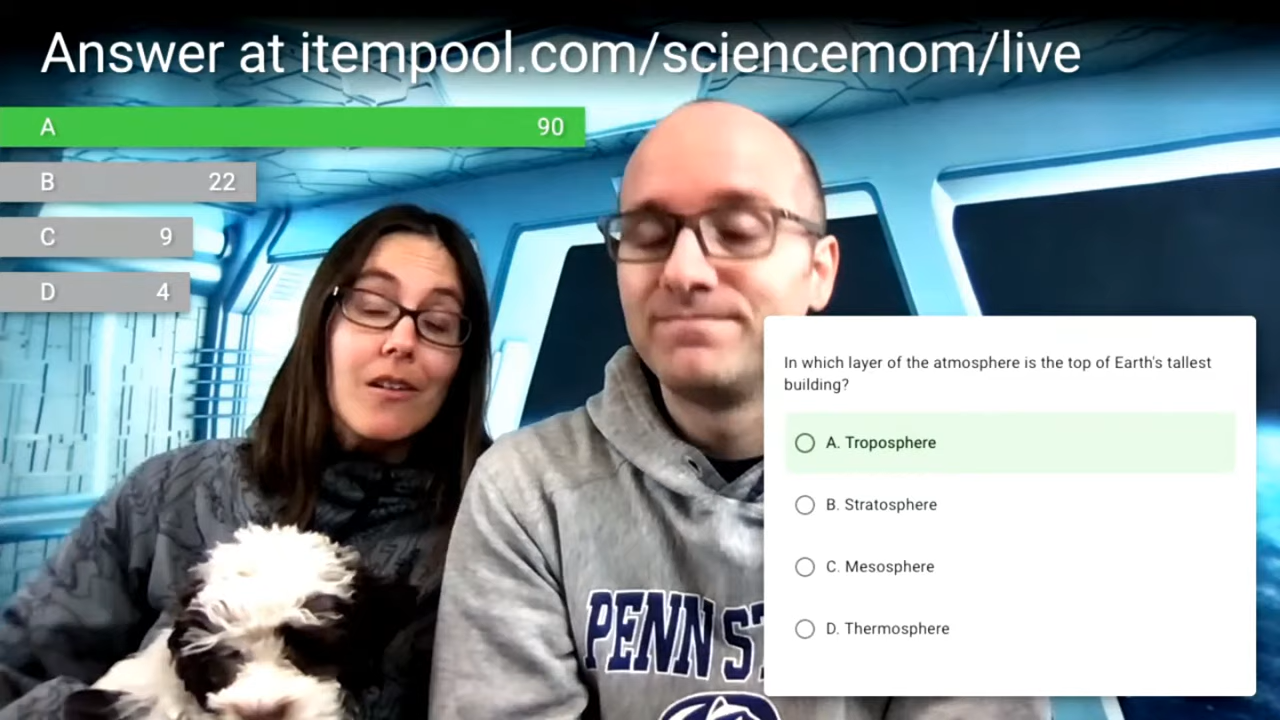 Answer at itempool.com/sciencemom/live
A 90
B 22
C 9
D 4
In which layer of the atmosphere is the top of Earth's tallest
building?
A. Troposphere
B. Stratosphere
C. Mesosphere
D. Thermosphere
PENN ST